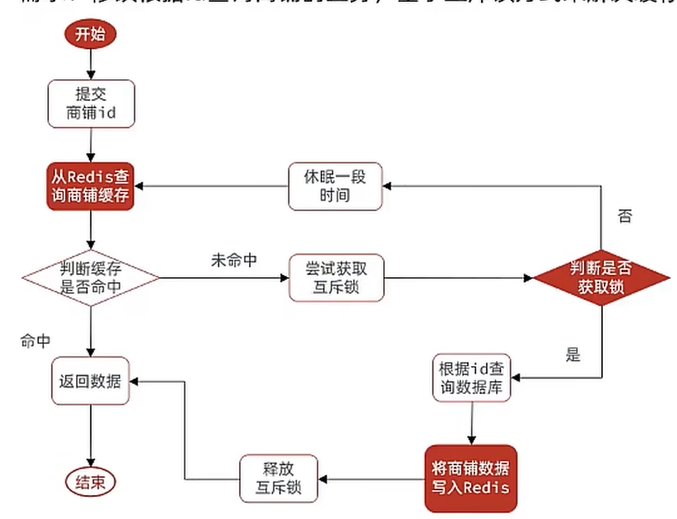 开始
提交
商铺id
从Redis查
询商铺缓存
休眠一段
时间
否
判断缓存
是否命中
未命中
尝试获取
互斥锁
判断是否
获取锁
命中
是
返回数据
根据id查
询数据库
结束
释放
互斥锁
将商铺数据
写入Redis